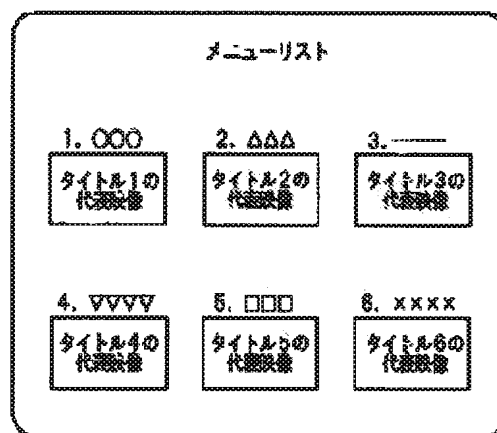 メニューリスト
1. ○○○
2. △△△
3. ────
タイトル1の
代表映像
タイトル2の
代表映像
タイトル3の
代表映像
4. ▽▽▽▽
5. □□□
6. ××××
タイトル4の
代表映像
タイトル5の
代表映像
タイトル6の
代表映像